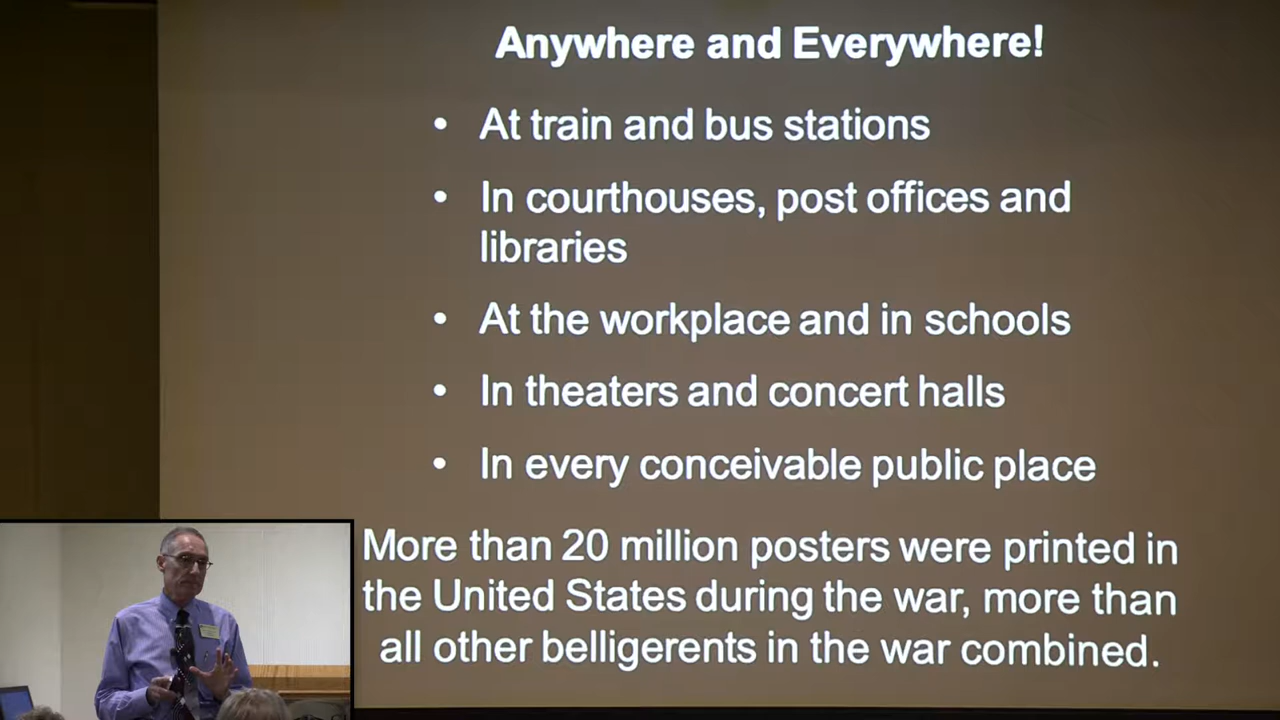 Anywhere and Everywhere!
• At train and bus stations
• In courthouses, post offices and
libraries
• At the workplace and in schools
• In theaters and concert halls
• In every conceivable public place
More than 20 million posters were printed in
the United States during the war, more than
all other belligerents in the war combined.